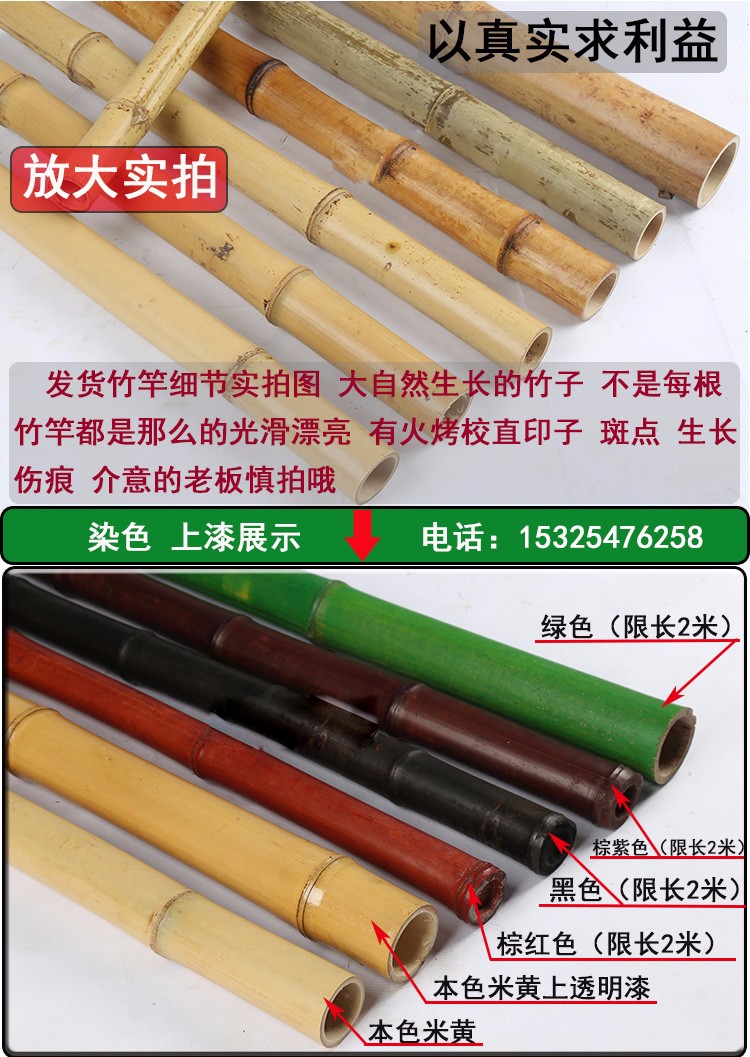 以真实求利益
放大实拍
发货竹竿细节实拍图 大自然生长的竹子 不是每根
竹竿都是那么的光滑漂亮 有火烤校直印子 斑点 生长
伤痕 介意的老板慎拍哦
染色 上漆展示 电话：15325476258
绿色（限长2米）
棕紫色（限长2米）
黑色（限长2米）
棕红色（限长2米）
本色米黄上透明漆
本色米黄